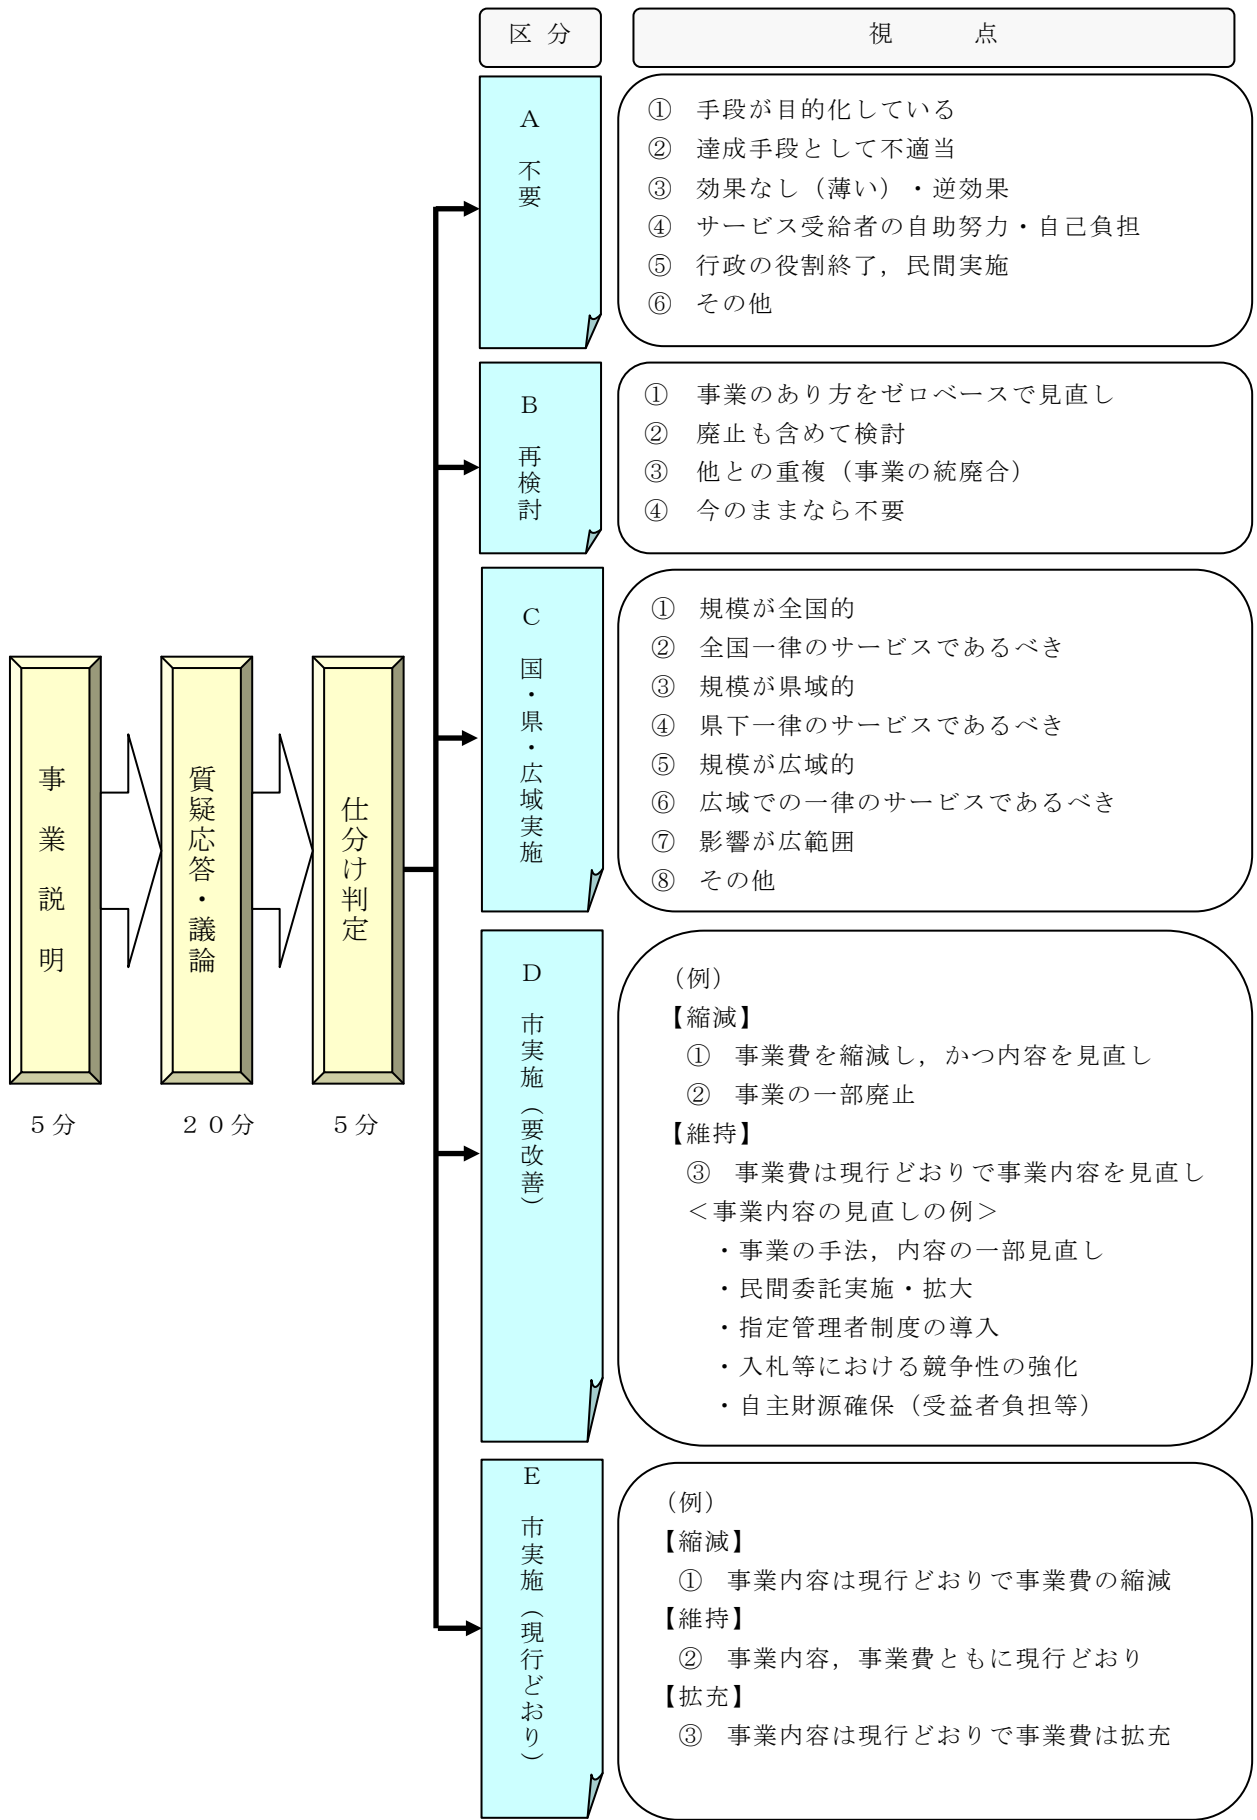 区 分
視 点
A 不要
① 手段が目的化している
② 達成手段として不適当
③ 効果なし（薄い）・逆効果
④ サービス受給者の自助努力・自己負担
⑤ 行政の役割終了，民間実施
⑥ その他
B 再検討
① 事業のあり方をゼロベースで見直し
② 廃止も含めて検討
③ 他との重複（事業の統廃合）
④ 今のままなら不要
C 国・県・広域実施
① 規模が全国的
② 全国一律のサービスであるべき
③ 規模が県域的
④ 県下一律のサービスであるべき
⑤ 規模が広域的
⑥ 広域での一律のサービスであるべき
⑦ 影響が広範囲
⑧ その他
事業説明
質疑応答・議論
仕分け判定
５分
２０分
５分
D 市実施（要改善）
（例）
【縮減】
① 事業費を縮減し，かつ内容を見直し
② 事業の一部廃止
【維持】
③ 事業費は現行どおりで事業内容を見直し
＜事業内容の見直しの例＞
・事業の手法，内容の一部見直し
・民間委託実施・拡大
・指定管理者制度の導入
・入札等における競争性の強化
・自主財源確保（受益者負担等）
E 市実施（現行どおり）
（例）
【縮減】
① 事業内容は現行どおりで事業費の縮減
【維持】
② 事業内容，事業費ともに現行どおり
【拡充】
③ 事業内容は現行どおりで事業費は拡充